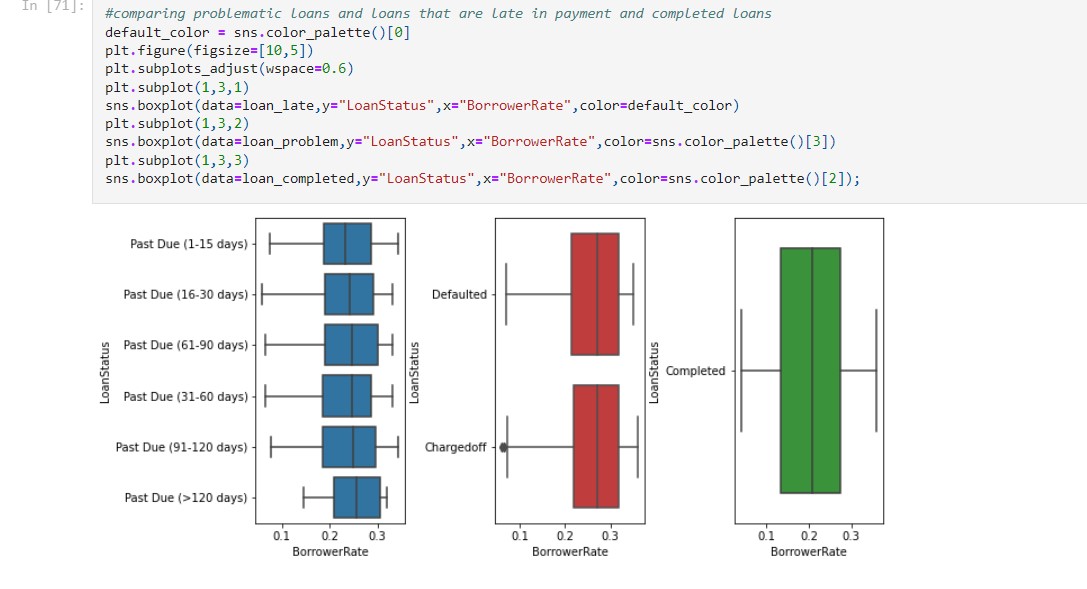 In [71]:
#comparing problematic loans and loans that are late in payment and completed loans
default_color = sns.color_palette()[0]
plt.figure(figsize=[10,5])
plt.subplots_adjust(wspace=0.6)
plt.subplot(1,3,1)
sns.boxplot(data=loan_late,y="LoanStatus",x="BorrowerRate",color=default_color)
plt.subplot(1,3,2)
sns.boxplot(data=loan_problem,y="LoanStatus",x="BorrowerRate",color=sns.color_palette()[3])
plt.subplot(1,3,3)
sns.boxplot(data=loan_completed,y="LoanStatus",x="BorrowerRate",color=sns.color_palette()[2]);
LoanStatus
Past Due (1-15 days)
Past Due (16-30 days)
Past Due (61-90 days)
Past Due (31-60 days)
Past Due (91-120 days)
Past Due (>120 days)
0.1 0.2 0.3
BorrowerRate
LoanStatus
Defaulted
Chargedoff
0.1 0.2 0.3
BorrowerRate
LoanStatus
Completed
0.1 0.2 0.3
BorrowerRate